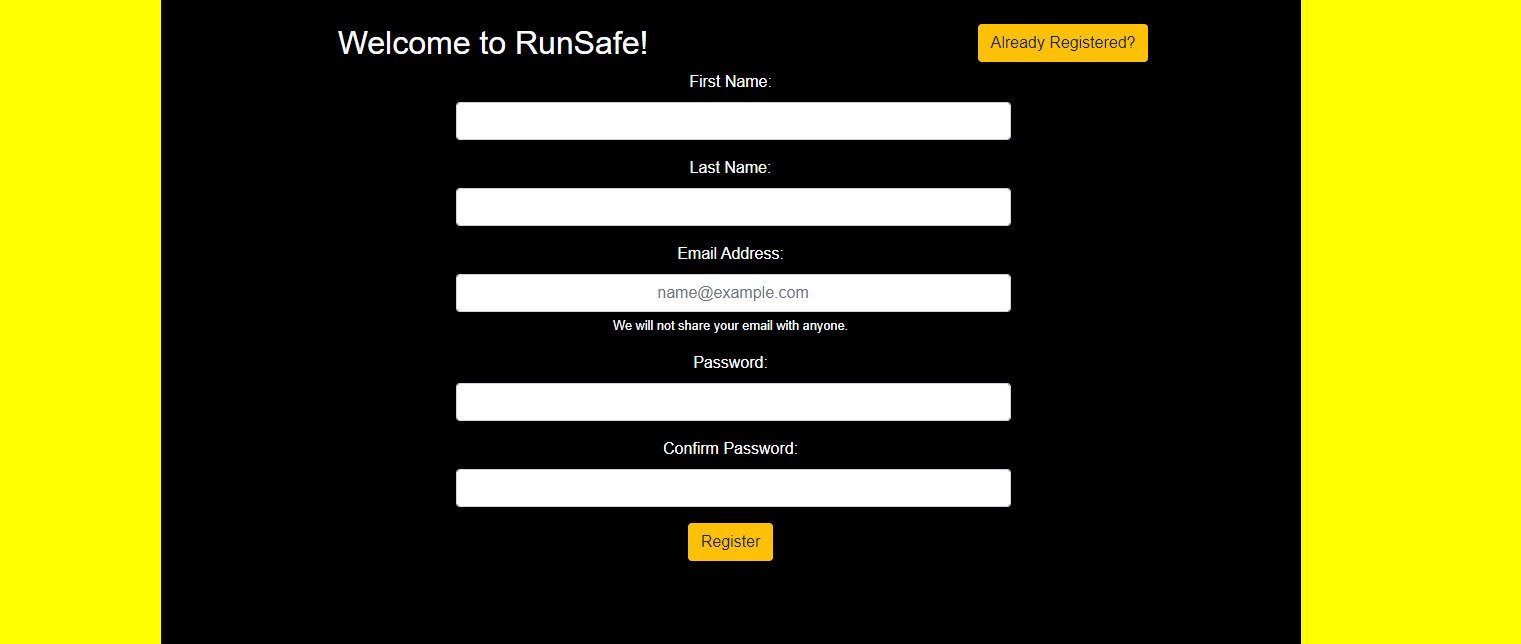 Welcome to RunSafe!
Already Registered?
First Name:
Last Name:
Email Address:
name@example.com
We will not share your email with anyone.
Password:
Confirm Password:
Register